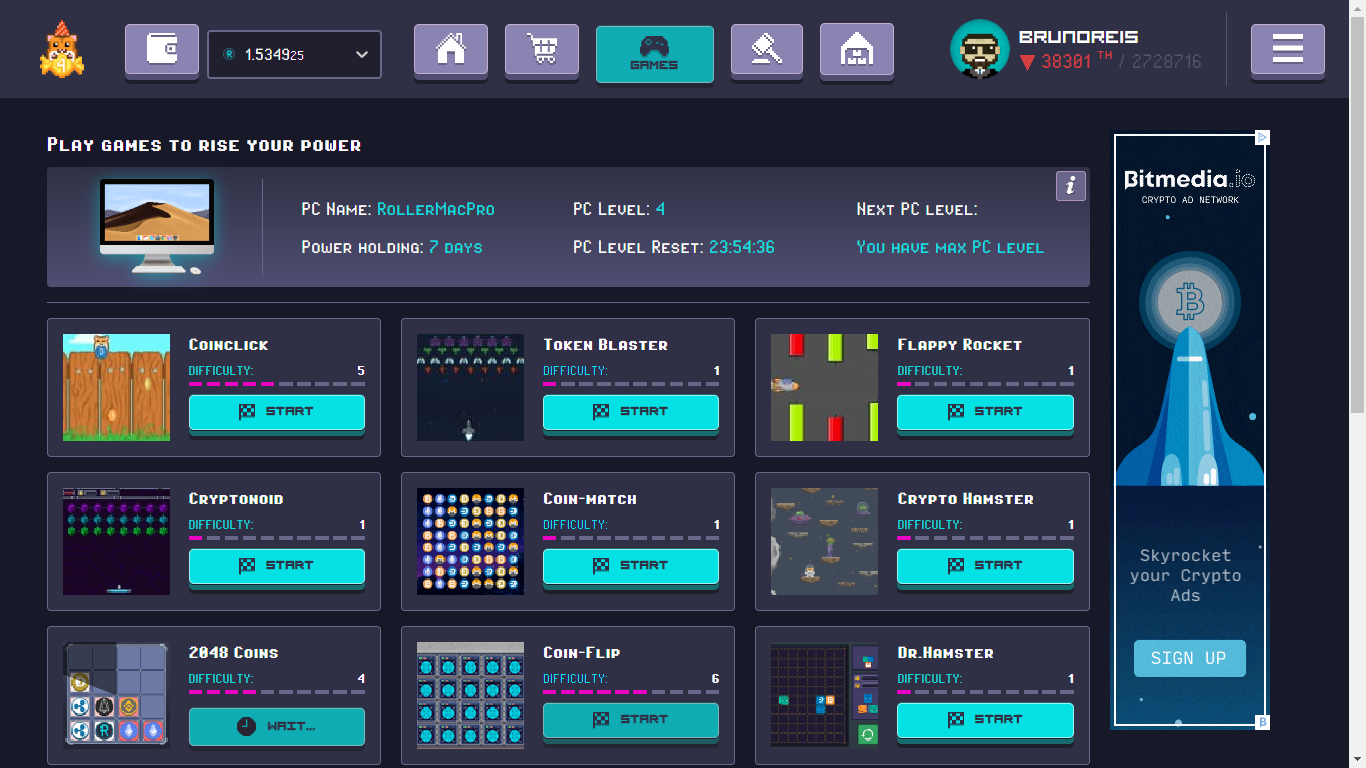 1.534925
GAMES
BRUNOREIS
38301 TH / 2728716
Play games to rise your power
PC Name: RollerMacPro
PC Level: 4
Next PC level:
Power holding: 7 days
PC Level Reset: 23:54:36
You have max PC level
i
Coinclick
DIFFICULTY: 5
START
Token Blaster
DIFFICULTY: 1
START
Flappy Rocket
DIFFICULTY: 1
START
Cryptonoid
DIFFICULTY: 1
START
Coin-match
DIFFICULTY: 1
START
Crypto Hamster
DIFFICULTY: 1
START
2048 Coins
DIFFICULTY: 4
WAIT...
Coin-Flip
DIFFICULTY: 6
START
Dr.Hamster
DIFFICULTY: 1
START
Bitmedia.io
CRYPTO AD NETWORK
Skyrocket
your Crypto
Ads
SIGN UP